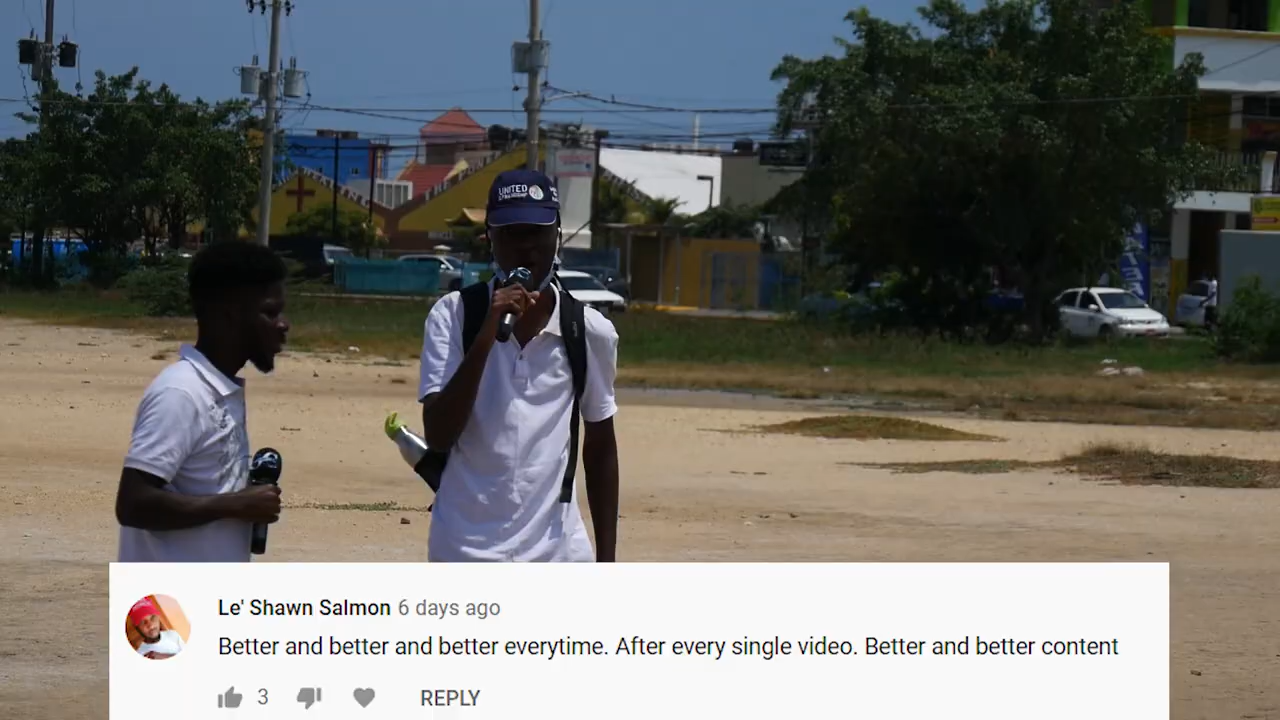 UNITED
Le' Shawn Salmon 6 days ago
Better and better and better everytime. After every single video. Better and better content
3
REPLY